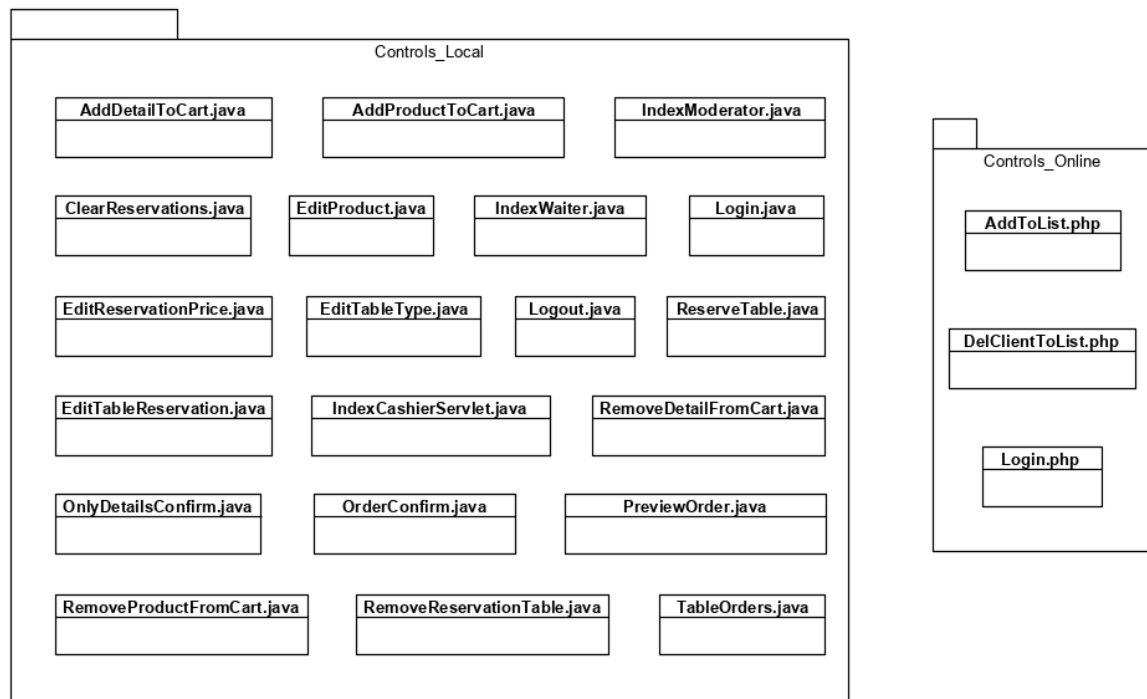 Controls_Local
AddDetailToCart.java
AddProductToCart.java
IndexModerator.java
ClearReservations.java
EditProduct.java
IndexWaiter.java
Login.java
EditReservationPrice.java
EditTableType.java
Logout.java
ReserveTable.java
EditTableReservation.java
IndexCashierServlet.java
RemoveDetailFromCart.java
OnlyDetailsConfirm.java
OrderConfirm.java
PreviewOrder.java
RemoveProductFromCart.java
RemoveReservationTable.java
TableOrders.java
Controls_Online
AddToList.php
DelClientToList.php
Login.php